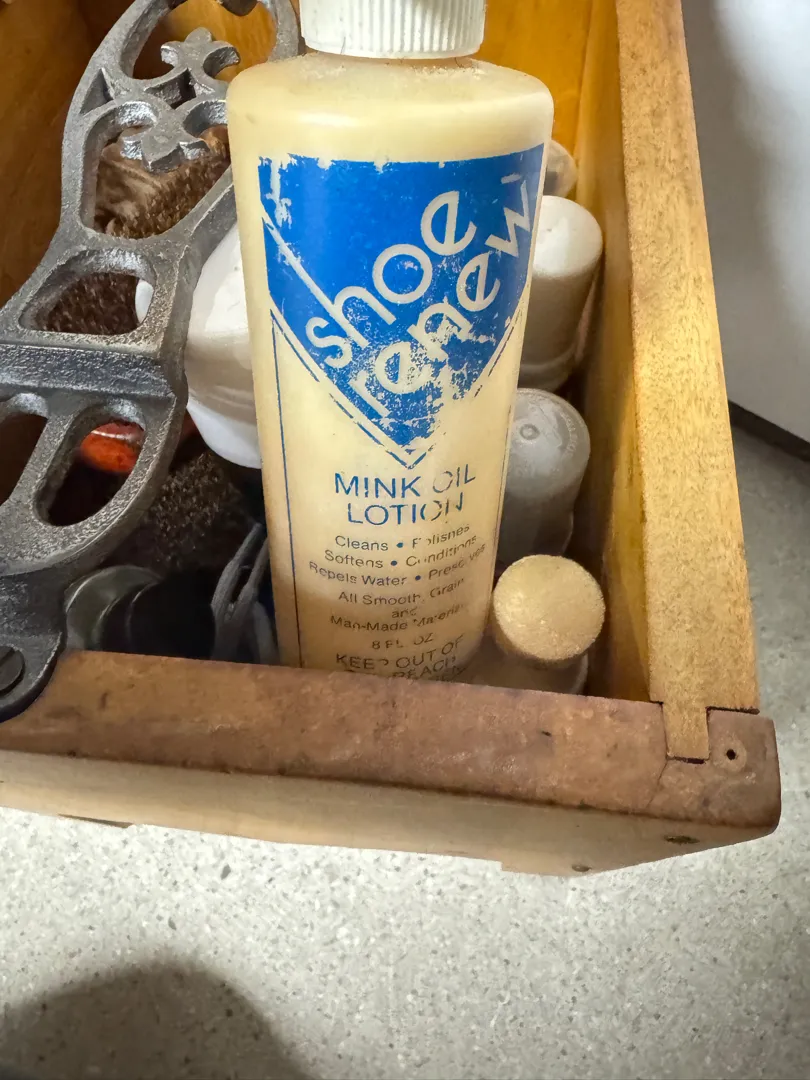 shoe
renew!
MINK OIL
LOTION
Cleans • Polishes
Softens • Conditions
Repels Water • Preserves
All Smooth, Grain
and
Man-Made Materials
8 FL. OZ.
KEEP OUT OF
REACH